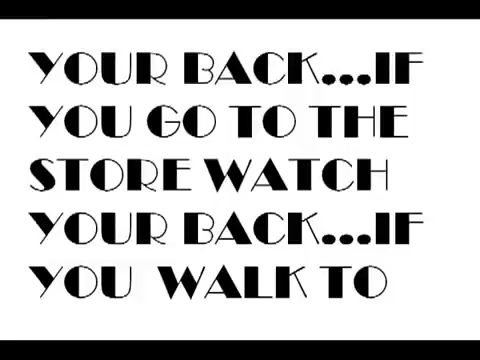 YOUR BACK...IF
YOU GO TO THE
STORE WATCH
YOUR BACK...IF
YOU WALK TO